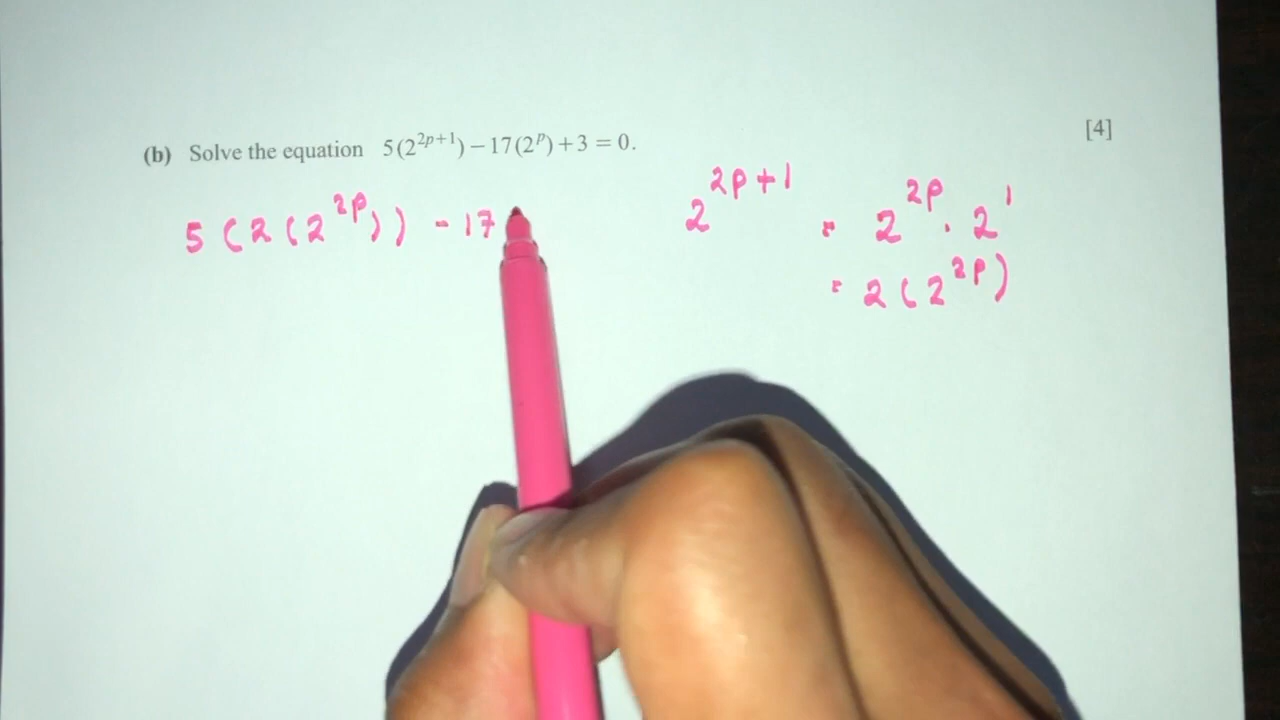 (b) Solve the equation 5(2^{2p+1}) − 17(2^p) + 3 = 0. [4]
5(2(2^{2p})) - 17
2^{2p+1} = 2^{2p} · 2^1
= 2(2^{2p})